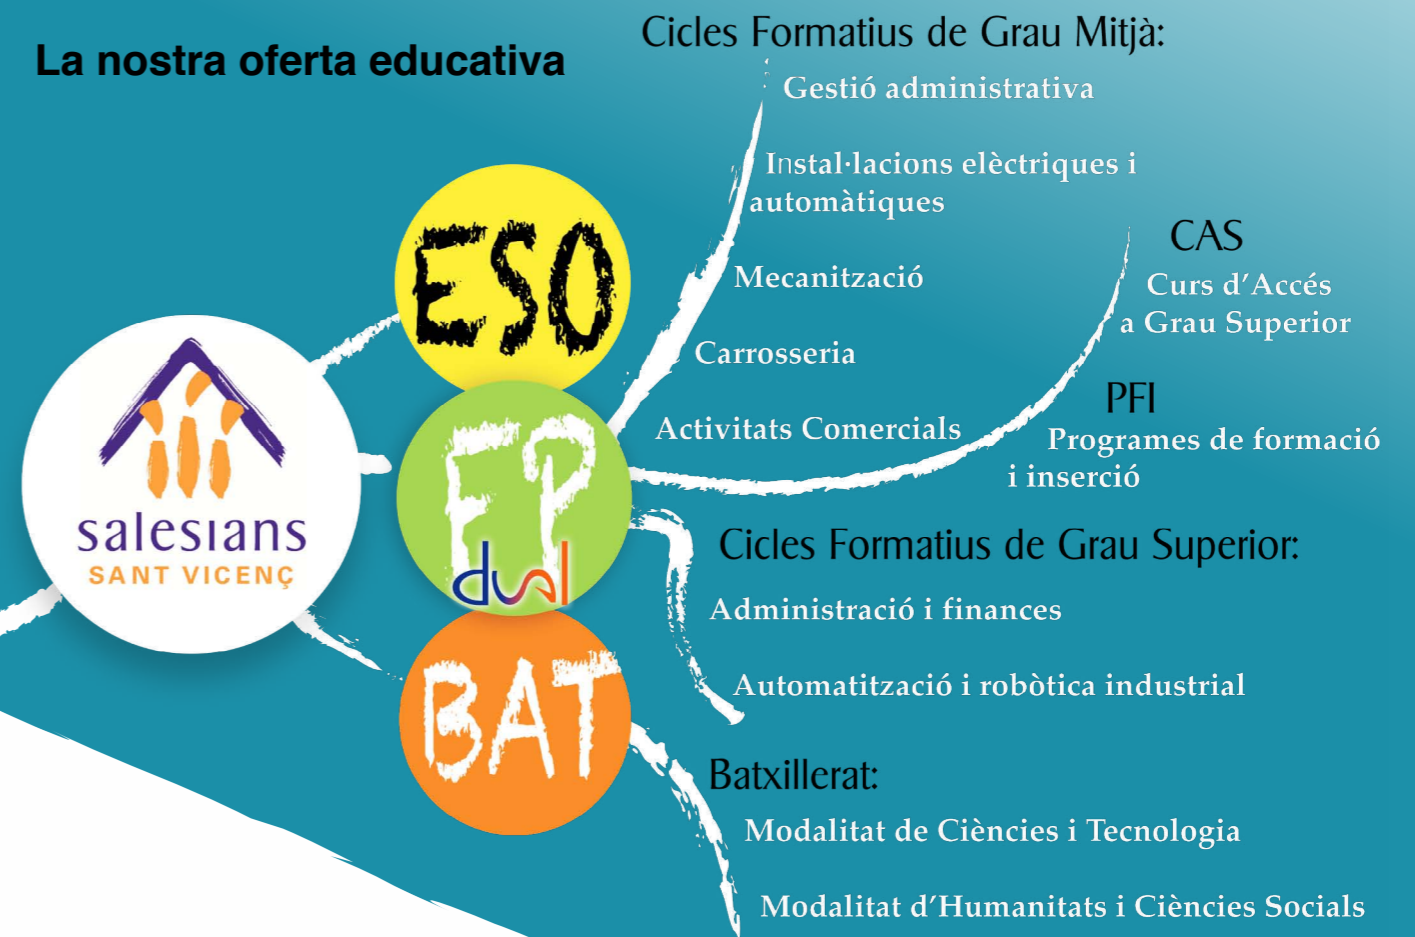 La nostra oferta educativa
salesians
SANT VICENÇ
ESO
FP
dual
BAT
Cicles Formatius de Grau Mitjà:
Gestió administrativa
Instal·lacions elèctriques i
automàtiques
Mecanització
Carrosseria
Activitats Comercials
CAS
Curs d’Accés
a Grau Superior
PFI
Programes de formació
i inserció
Cicles Formatius de Grau Superior:
Administració i finances
Automatització i robòtica industrial
Batxillerat:
Modalitat de Ciències i Tecnologia
Modalitat d’Humanitats i Ciències Socials